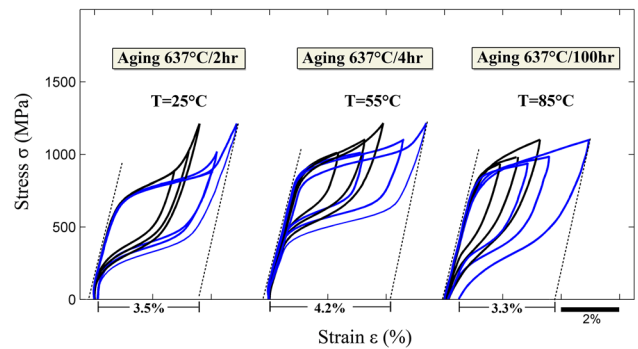 Aging 637°C/2hr
Aging 637°C/4hr
Aging 637°C/100hr
T=25°C
T=55°C
T=85°C
Stress σ (MPa)
1500
1000
500
0
3.5%
4.2%
3.3%
2%
Strain ε (%)